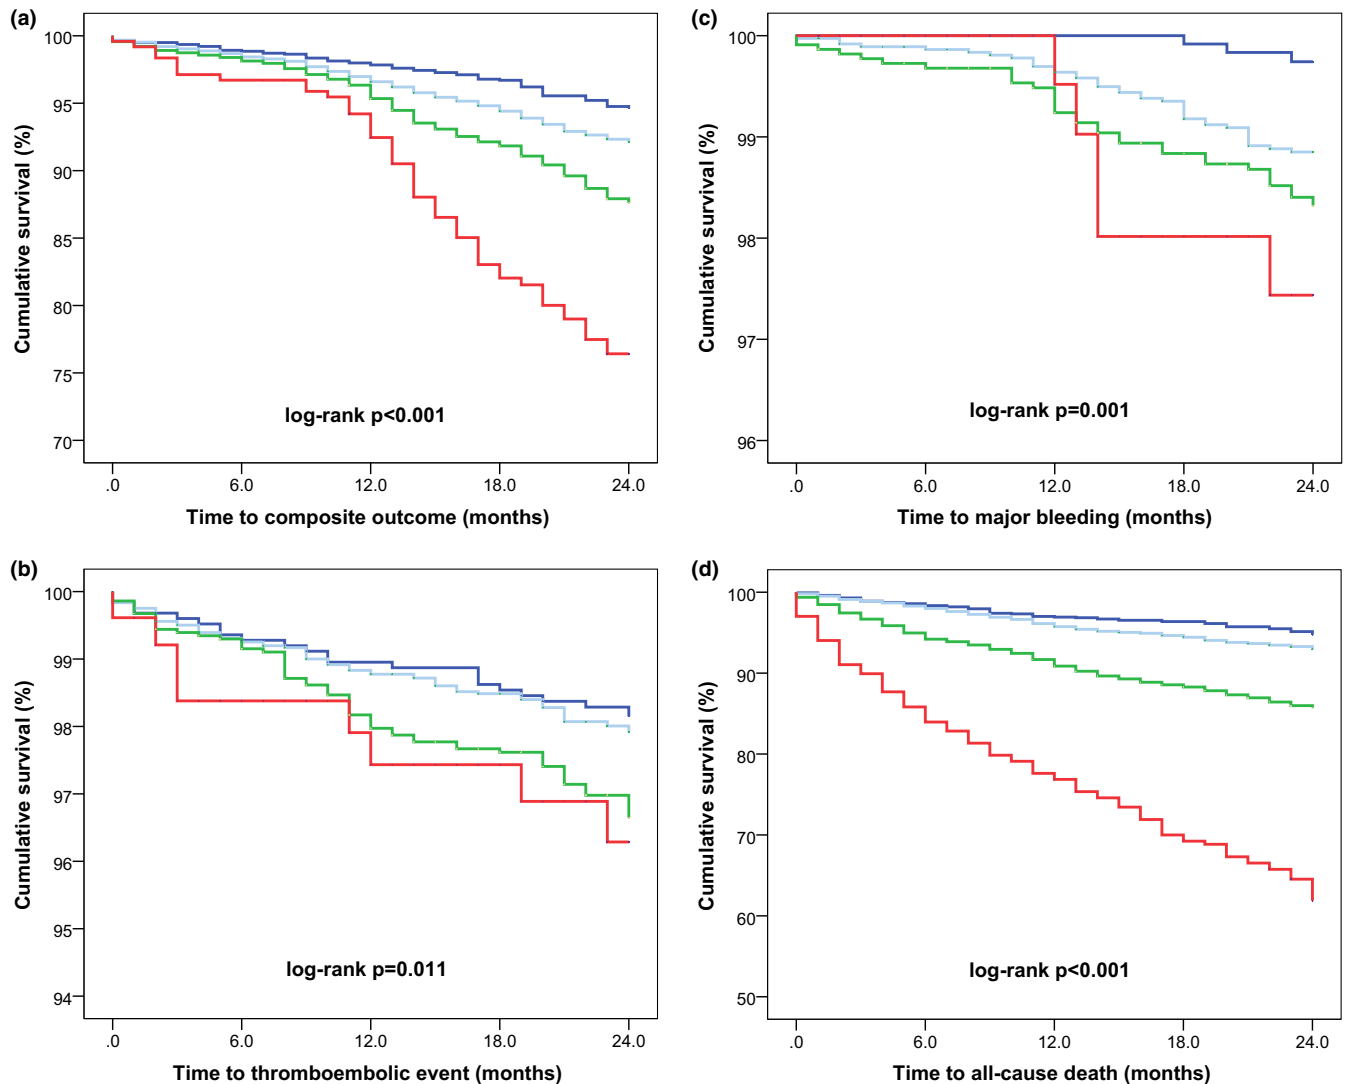 (a)
100
95
90
85
80
75
70
Cumulative survival (%)
log-rank p<0.001
.0 6.0 12.0 18.0 24.0
Time to composite outcome (months)
(c)
100
99
98
97
96
Cumulative survival (%)
log-rank p=0.001
.0 6.0 12.0 18.0 24.0
Time to major bleeding (months)
(b)
100
99
98
97
96
95
94
Cumulative survival (%)
log-rank p=0.011
.0 6.0 12.0 18.0 24.0
Time to thromboembolic event (months)
(d)
100
90
80
70
60
50
Cumulative survival (%)
log-rank p<0.001
.0 6.0 12.0 18.0 24.0
Time to all-cause death (months)